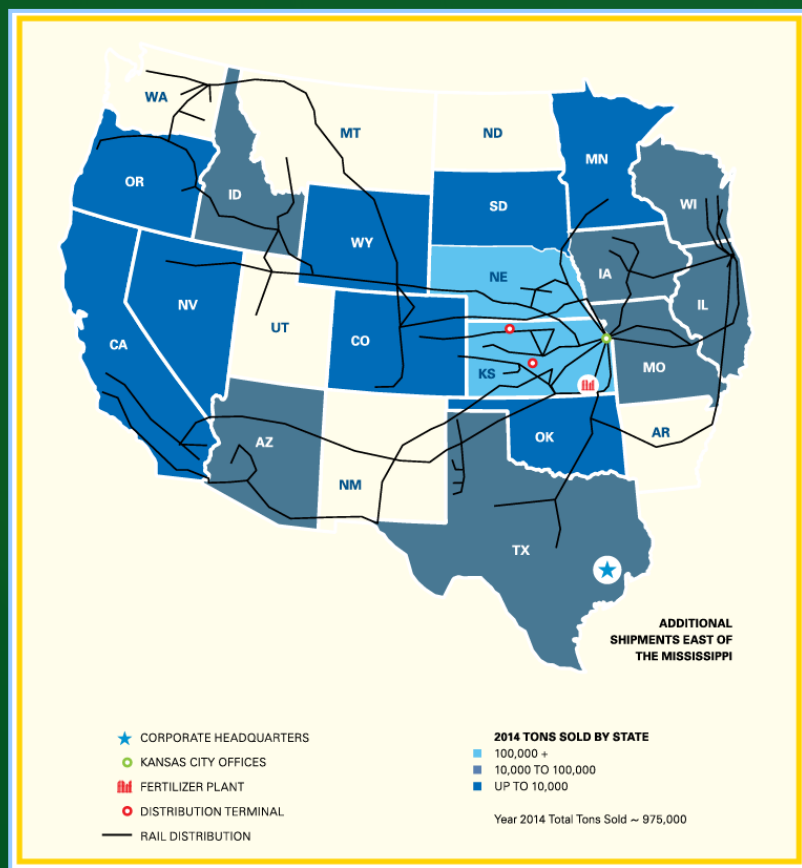 WA
MT
ND
MN
OR
ID
SD
WI
WY
NE
IA
NV
IL
UT
CO
CA
KS
MO
AZ
OK
AR
NM
TX
ADDITIONAL
SHIPMENTS EAST OF
THE MISSISSIPPI
CORPORATE HEADQUARTERS
KANSAS CITY OFFICES
FERTILIZER PLANT
DISTRIBUTION TERMINAL
RAIL DISTRIBUTION
2014 TONS SOLD BY STATE
100,000 +
10,000 TO 100,000
UP TO 10,000
Year 2014 Total Tons Sold ~ 975,000